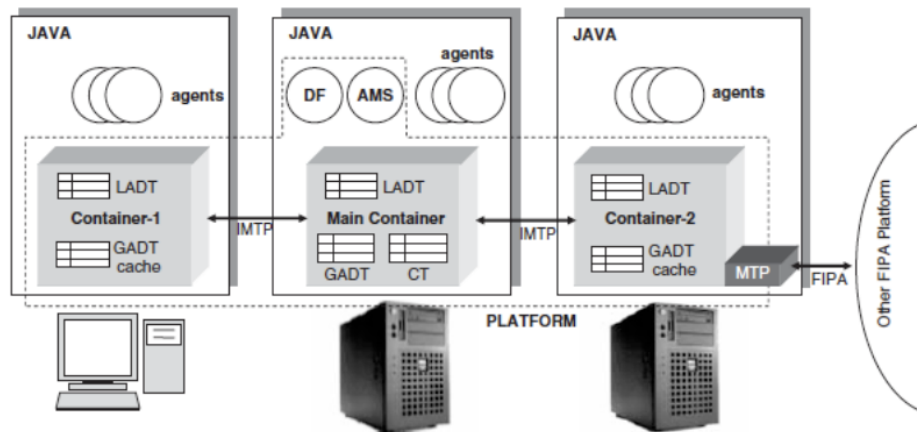 JAVA
agents
LADT
Container-1
GADT
cache
IMTP
JAVA
DF
AMS
agents
LADT
Main Container
GADT
CT
IMTP
JAVA
agents
LADT
Container-2
GADT
cache
MTP
FIPA
Other FIPA Platform
PLATFORM